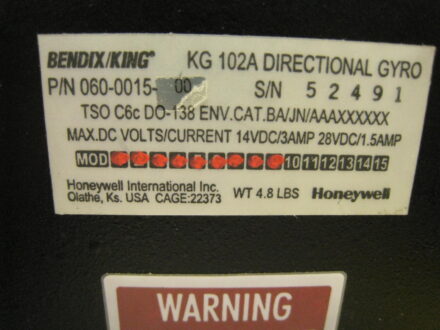 BENDIX/KING® KG 102A DIRECTIONAL GYRO
P/N 060-0015-00 S/N 52491
TSO C6c DO-138 ENV.CAT.BA/JN/AAAXXXXXX
MAX.DC VOLTS/CURRENT 14VDC/3AMP 28VDC/1.5AMP
MOD 10 11 12 13 14 15
Honeywell International Inc.
Olathe, Ks. USA CAGE:22373 WT 4.8 LBS Honeywell
WARNING